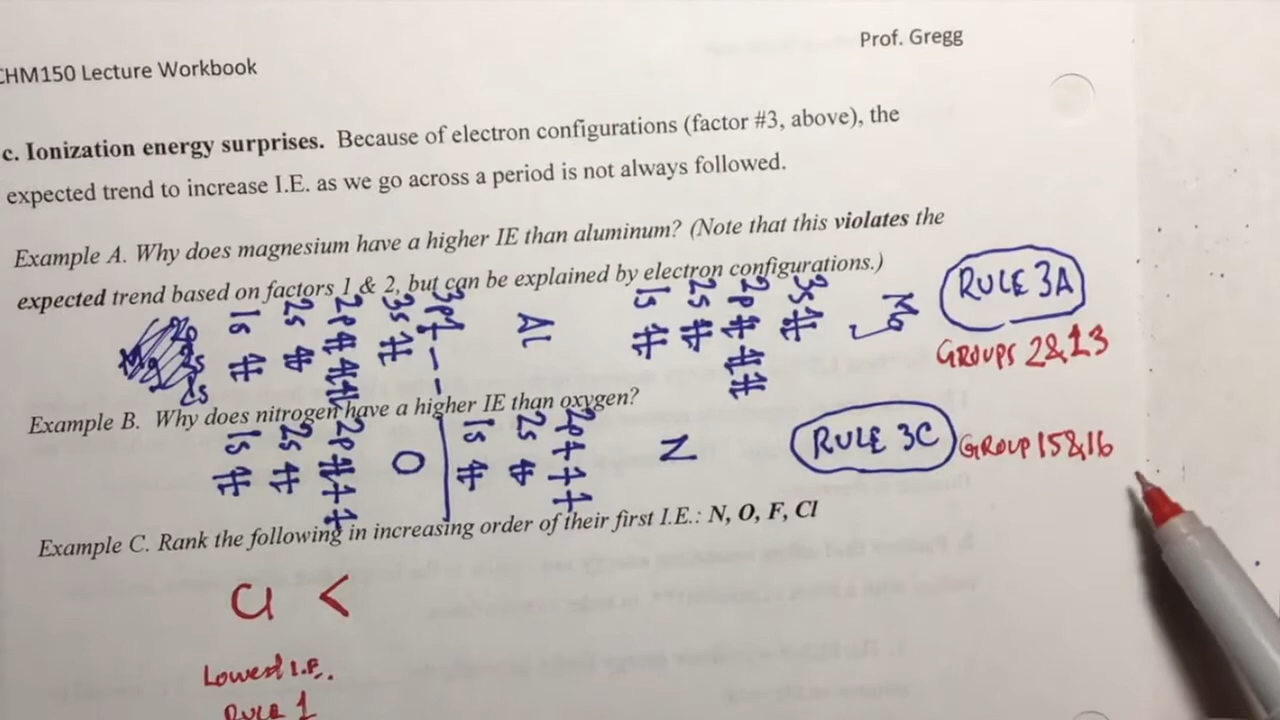 Prof. Gregg
CHM150 Lecture Workbook
c. Ionization energy surprises. Because of electron configurations (factor #3, above), the
expected trend to increase I.E. as we go across a period is not always followed.
Example A. Why does magnesium have a higher IE than aluminum? (Note that this violates the
expected trend based on factors 1 & 2, but can be explained by electron configurations.)
RULE 3A
GROUPS 2&13
1s 2s 2p 3s 3p Al
1s 2s 2p 3s Mg
Example B. Why does nitrogen have a higher IE than oxygen?
RULE 3C GROUP 15&16
1s 2s 2p O
1s 2s 2p N
Example C. Rank the following in increasing order of their first I.E.: N, O, F, Cl
Cl <
Lowest I.E.
RULE 1